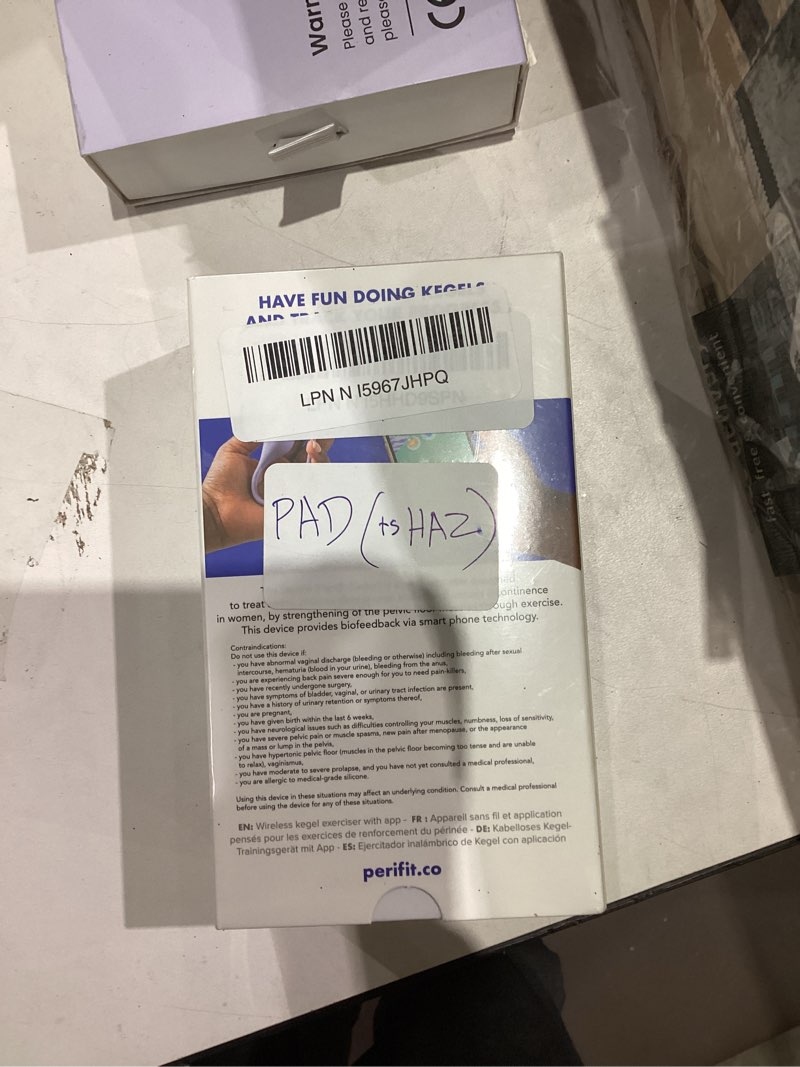 Warn
Please
and re
please
CE
HAVE FUN DOING KEGELS
AND
LPN N I5967JHPQ
PAD (ts HAZ)
ontinence
to treat
in women, by strengthening of the pelvic ough exercise.
This device provides biofeedback via smart phone technology.
Contraindications:
Do not use this device if:
- you have abnormal vaginal discharge (bleeding or otherwise) including bleeding after sexual
intercourse, hematuria (blood in your urine), bleeding from the anus,
- you are experiencing back pain severe enough for you to need pain-killers,
- you have recently undergone surgery,
- you have symptoms of bladder, vaginal, or urinary tract infection are present,
- you have a history of urinary retention or symptoms thereof,
- you are pregnant,
- you have given birth within the last 6 weeks,
- you have neurological issues such as difficulties controlling your muscles, numbness, loss of sensitivity,
- you have severe pelvic pain or muscle spasms, new pain after menopause, or the appearance
of a mass or lump in the pelvis,
- you have hypertonic pelvic floor (muscles in the pelvic floor becoming too tense and are unable
to relax), vaginismus,
- you have moderate to severe prolapse, and you have not yet consulted a medical professional,
- you are allergic to medical-grade silicone.
Using this device in these situations may affect an underlying condition. Consult a medical professional
before using the device for any of these situations.
EN: Wireless kegel exerciser with app - FR : Appareil sans fil et application
pensés pour les exercices de renforcement du périnée - DE: Kabelloses Kegel-
Trainingsgerät mit App - ES: Ejercitador inalámbrico de Kegel con aplicación
perifit.co